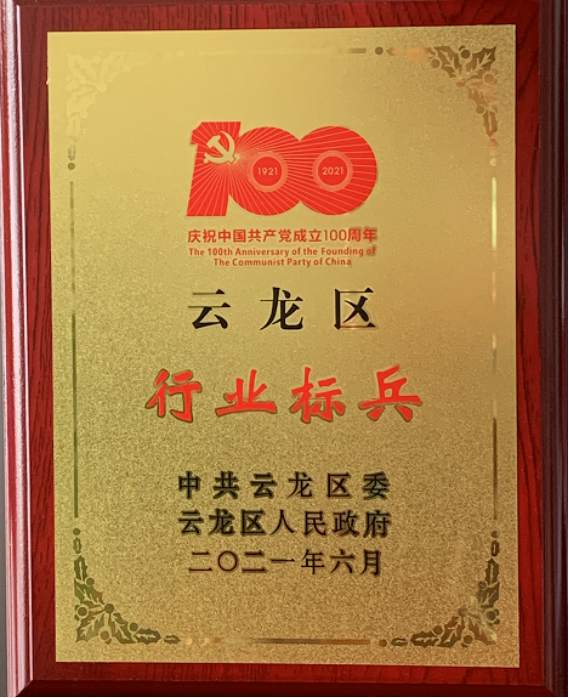 100
1921 2021
庆祝中国共产党成立100周年
The 100th Anniversary of the Founding of
The Communist Party of China
云龙区
行业标兵
中共云龙区委
云龙区人民政府
二〇二一年六月